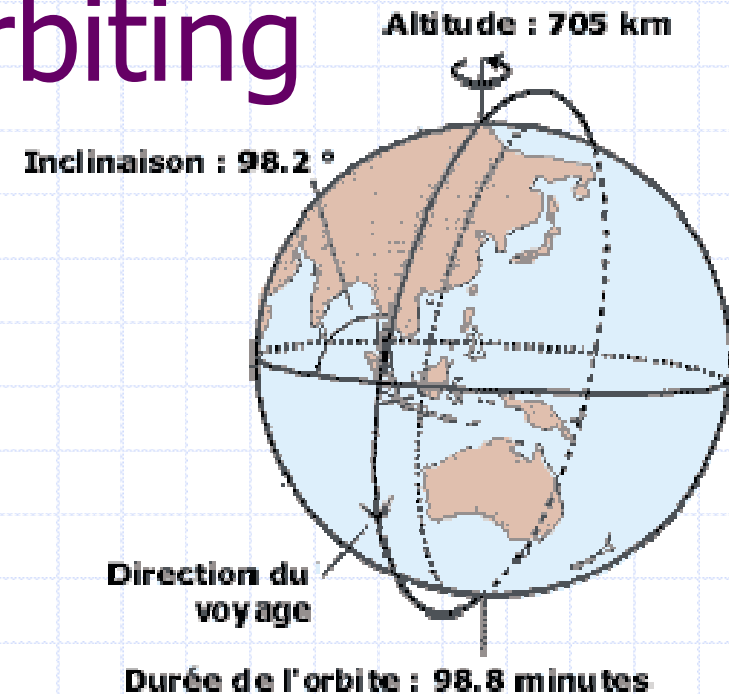 rbiting
Altitude : 705 km
Inclinaison : 98.2 °
Direction du
voyage
Durée de l'orbite : 98.8 minutes